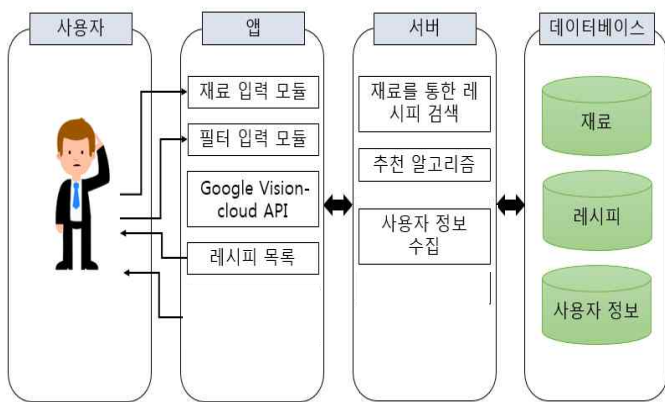 사용자
앱
서버
데이터베이스
재료 입력 모듈
필터 입력 모듈
Google Vision-
cloud API
레시피 목록
재료를 통한 레
시피 검색
추천 알고리즘
사용자 정보
수집
재료
레시피
사용자 정보